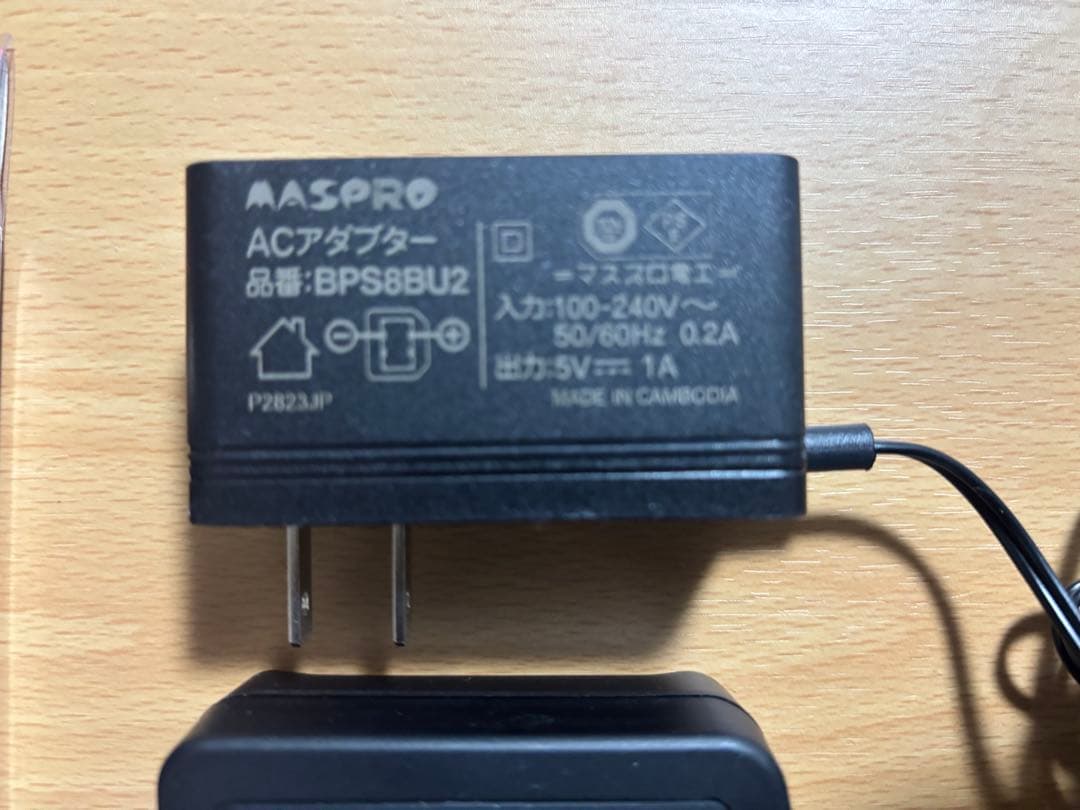 MASPRO
ACアダプター
品番:BPS8BU2
P2823JP
PS
E
マスプロ電工
入力:100-240V～
50/60Hz 0.2A
出力:5V⎓1A
MADE IN CAMBODIA